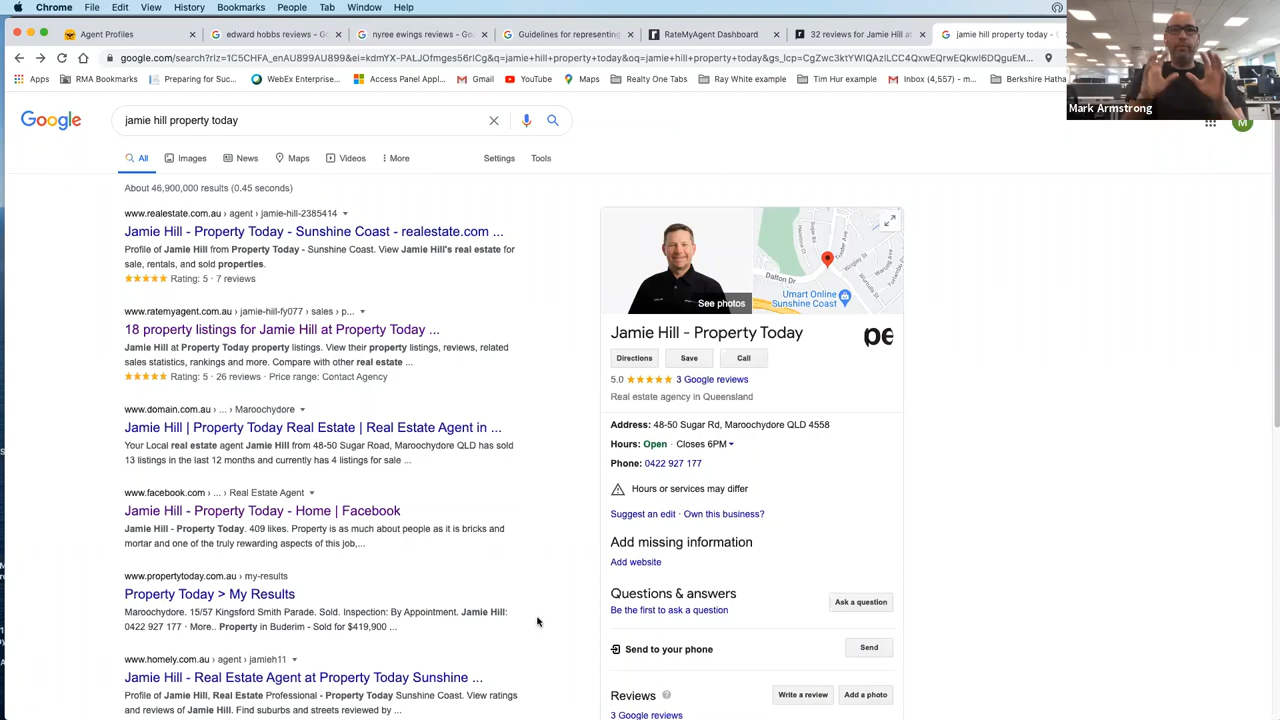 Chrome File Edit View History Bookmarks People Tab Window Help
Agent Profiles
edward hobbs reviews - Goo
nyree ewings reviews - Goo
Guidelines for representing
RateMyAgent Dashboard
32 reviews for Jamie Hill at
jamie hill property today -
Apps
RMA Bookmarks
Preparing for Suc...
WebEx Enterprise...
Access Panel Appl...
Gmail
YouTube
Maps
Realty One Tabs
Ray White example
Tim Hur example
Inbox (4,557) - m...
Berkshire Hatha
Mark Armstrong
Google
jamie hill property today
M
All Images News Maps Videos More Settings Tools
About 46,900,000 results (0.45 seconds)
www.realestate.com.au › agent › jamie-hill-2385414
Jamie Hill - Property Today - Sunshine Coast - realestate.com ...
Profile of Jamie Hill from Property Today - Sunshine Coast. View Jamie Hill's real estate for
sale, rentals, and sold properties.
Rating: 5 · 7 reviews
www.ratemyagent.com.au › jamie-hill-fy077 › sales › p...
18 property listings for Jamie Hill at Property Today ...
Jamie Hill at Property Today property listings. View their property listings, reviews, related
sales statistics, rankings and more. Compare with other real estate ...
Rating: 5 · 26 reviews · Price range: Contact Agency
www.domain.com.au › ... › Maroochydore
Jamie Hill | Property Today Real Estate | Real Estate Agent in ...
Your Local real estate agent Jamie Hill from 48-50 Sugar Road, Maroochydore QLD has sold
13 listings in the last 12 months and currently has 4 listings for sale ...
www.facebook.com › ... › Real Estate Agent
Jamie Hill - Property Today - Home | Facebook
Jamie Hill - Property Today. 409 likes. Property is as much about people as it is bricks and
mortar and one of the truly rewarding aspects of this job,...
www.propertytoday.com.au › my-results
Property Today > My Results
Maroochydore. 15/57 Kingsford Smith Parade. Sold. Inspection: By Appointment. Jamie Hill:
0422 927 177 · More.. Property in Buderim - Sold for $419,900 ...
www.homely.com.au › agent › jamieh11
Jamie Hill - Real Estate Agent at Property Today Sunshine ...
Profile of Jamie Hill, Real Estate Professional - Property Today Sunshine Coast. View ratings
and reviews of Jamie Hill. Find suburbs and streets reviewed by ...
See photos
Dalton Dr
Umart Online
Sunshine Coast
Jamie Hill - Property Today
Directions Save Call
5.0 3 Google reviews
Real estate agency in Queensland
Address: 48-50 Sugar Rd, Maroochydore QLD 4558
Hours: Open · Closes 6PM
Phone: 0422 927 177
Hours or services may differ
Suggest an edit · Own this business?
Add missing information
Add website
Questions & answers
Be the first to ask a question
Ask a question
Send to your phone
Send
Reviews
Write a review Add a photo
3 Google reviews